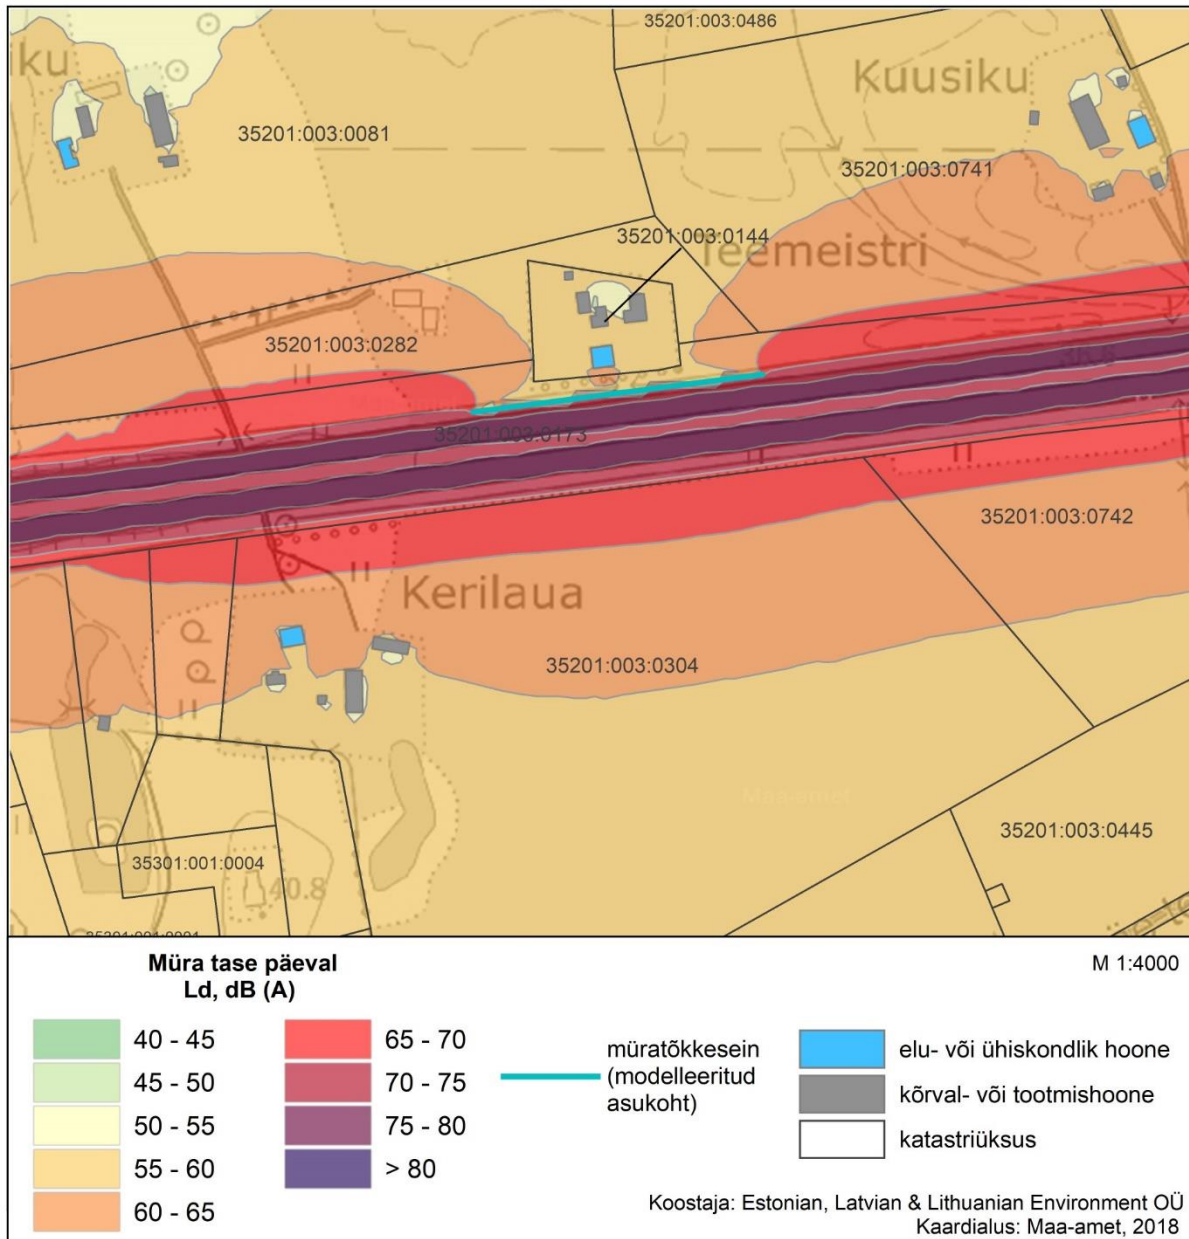 35201:003:0486
iku
Kuusiku
35201:003:0081
35201:003:0741
35201:003:0144
Teemeistri
35201:003:0282
35201:003:0173
35201:003:0742
Kerilaua
35201:003:0304
Maa-amet
35201:003:0445
35301:001:0004
40.8
Müra tase päeval
Ld, dB (A)
M 1:4000
40 - 45
45 - 50
50 - 55
55 - 60
60 - 65
65 - 70
70 - 75
75 - 80
> 80
müratõkkesein
(modelleeritud
asukoht)
elu- või ühiskondlik hoone
kõrval- või tootmishoone
katastriüksus
Koostaja: Estonian, Latvian & Lithuanian Environment OÜ
Kaardialus: Maa-amet, 2018